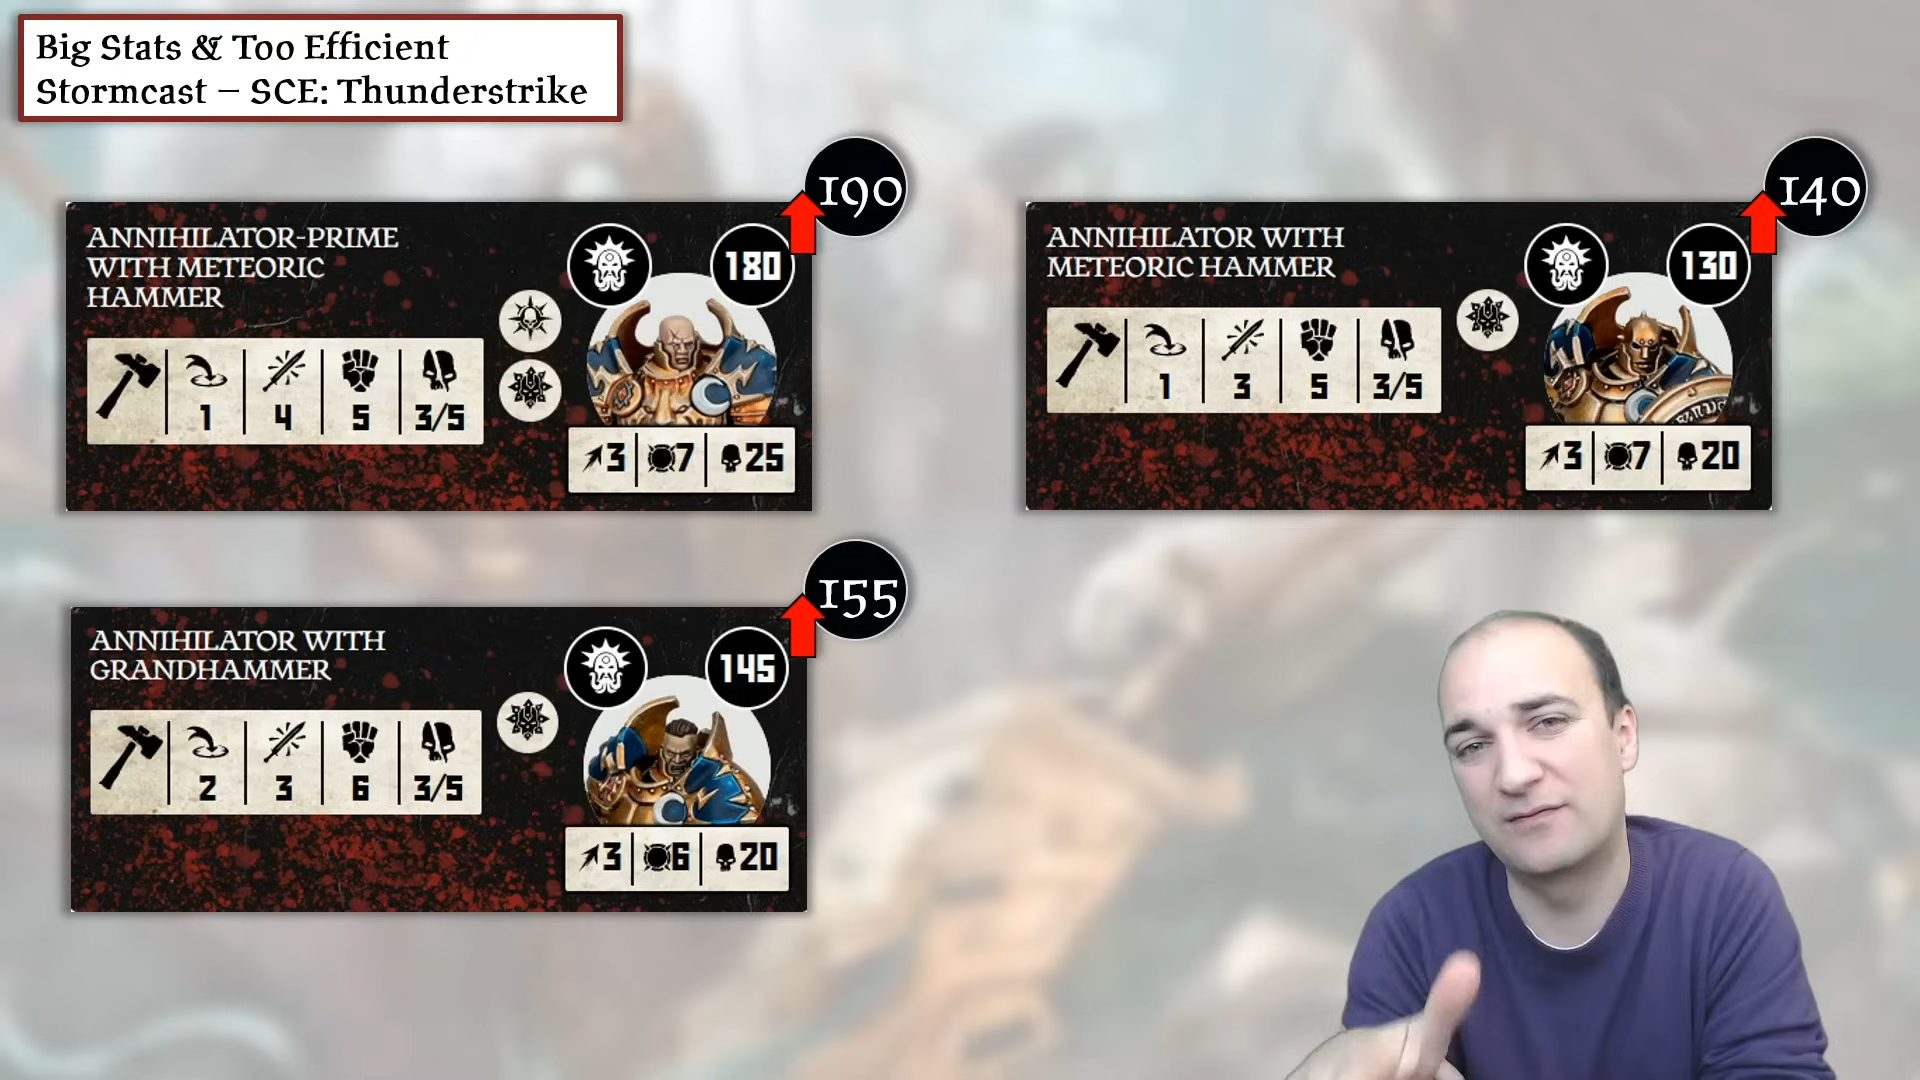 Big Stats & Too Efficient
Stormcast – SCE: Thunderstrike
190
ANNIHILATOR-PRIME
WITH METEORIC
HAMMER
180
1 4 5 3/5
3 7 25
140
ANNIHILATOR WITH
METEORIC HAMMER
130
1 3 5 3/5
3 7 20
155
ANNIHILATOR WITH
GRANDHAMMER
145
2 3 6 3/5
3 6 20